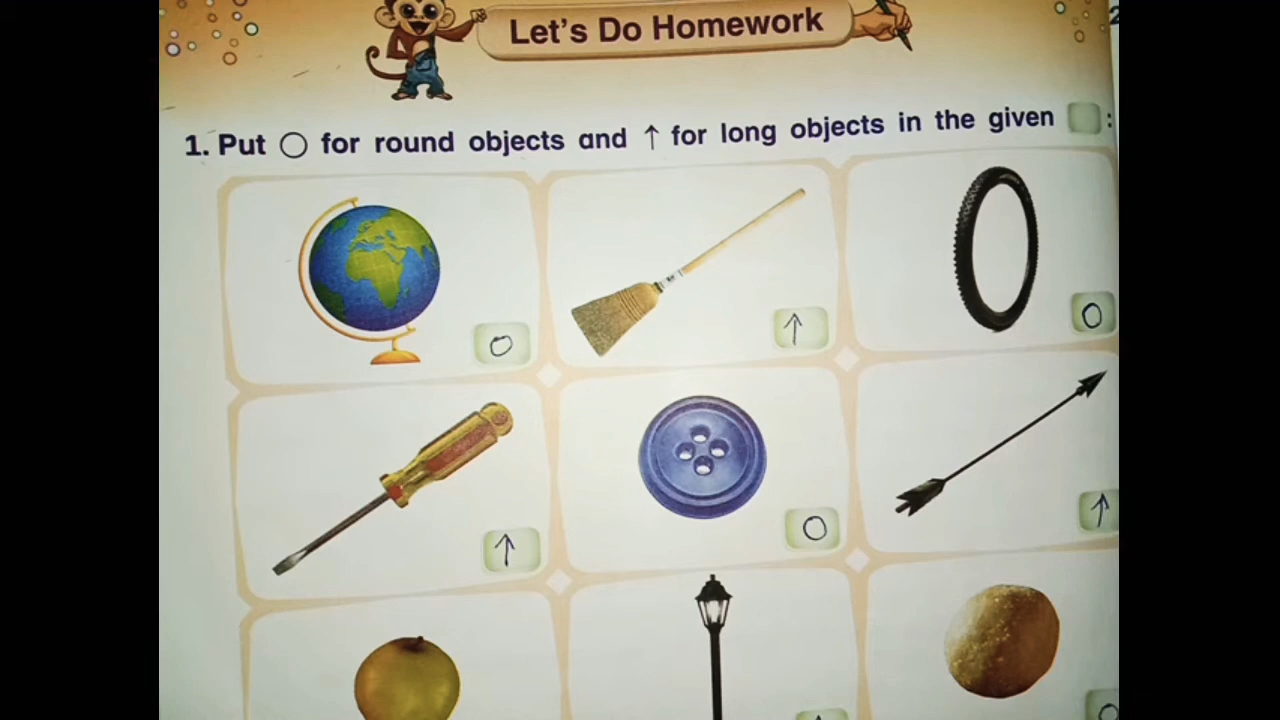 Let's Do Homework
1. Put ○ for round objects and ↑ for long objects in the given :
O ↑ O
↑ O ↑